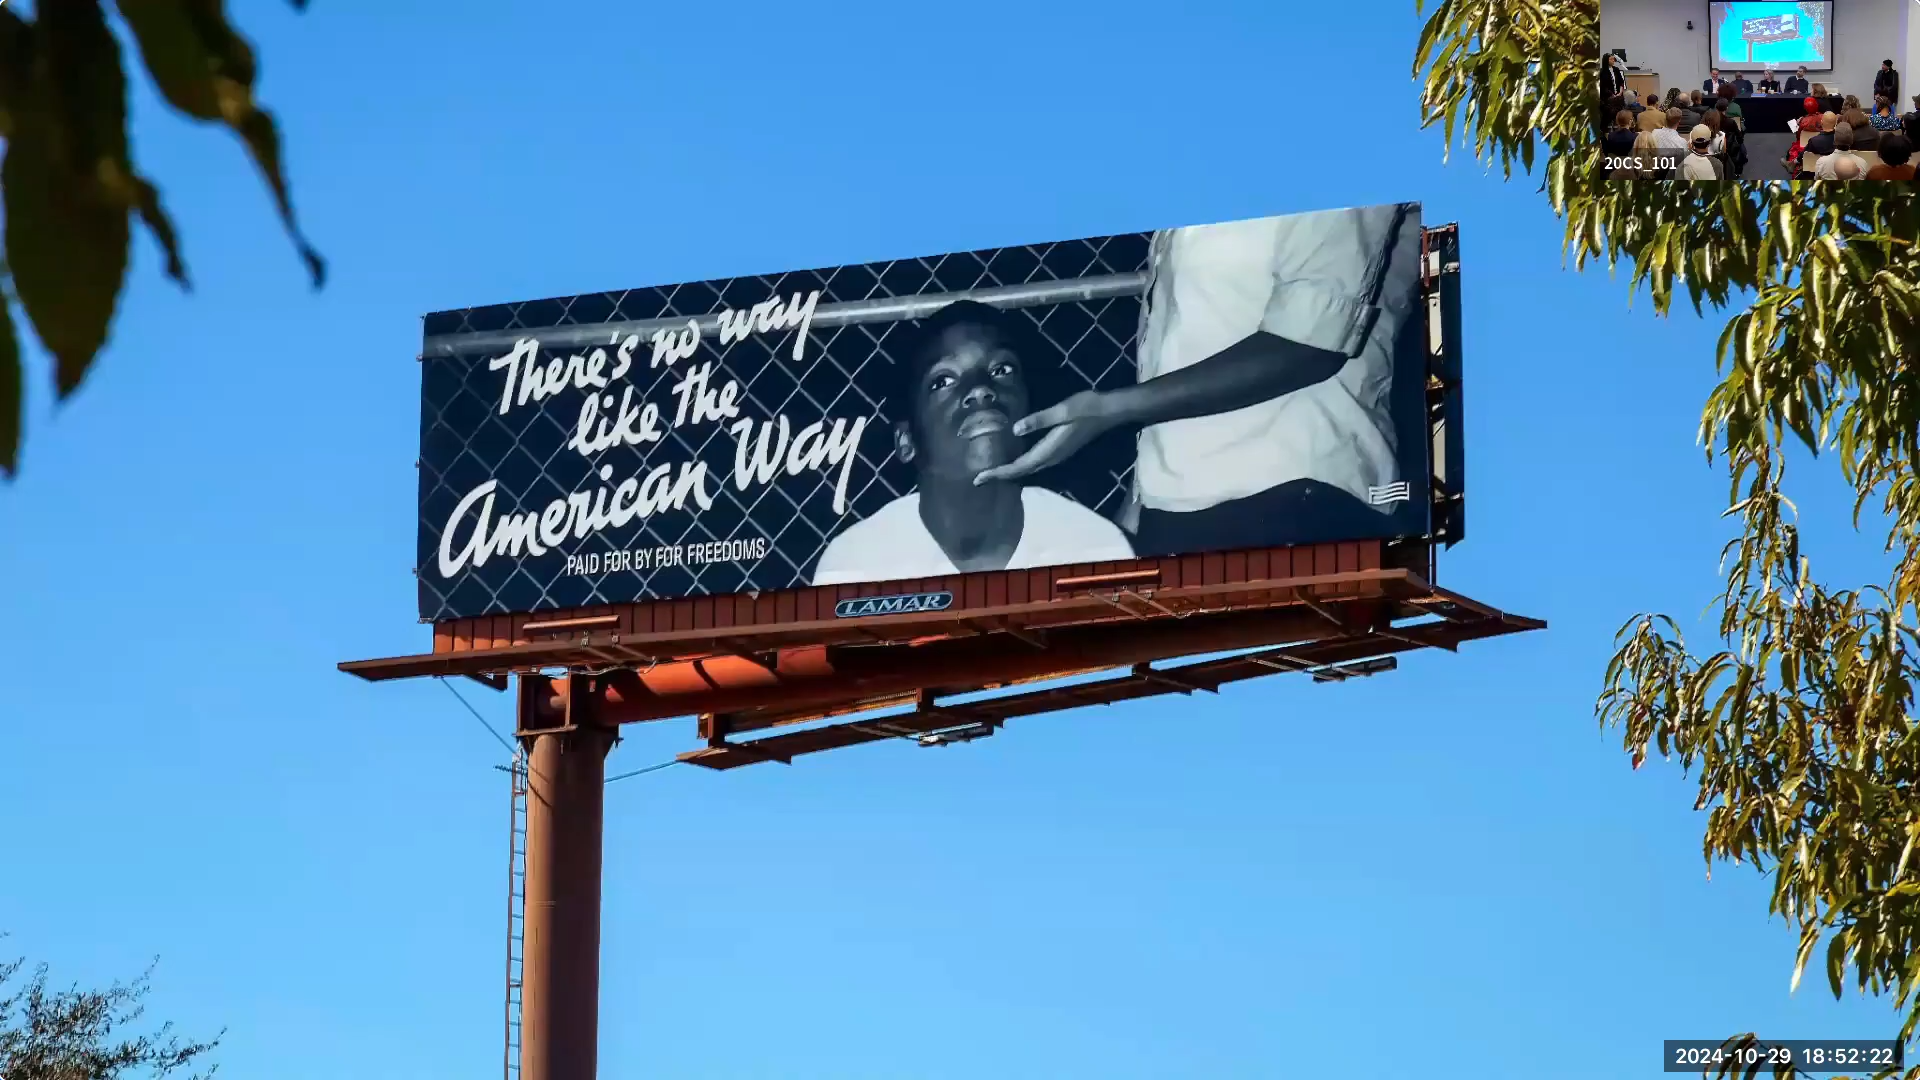 20CS_101
There's no way
like the
American Way
PAID FOR BY FOR FREEDOMS
LAMAR
2024-10-29 18:52:22